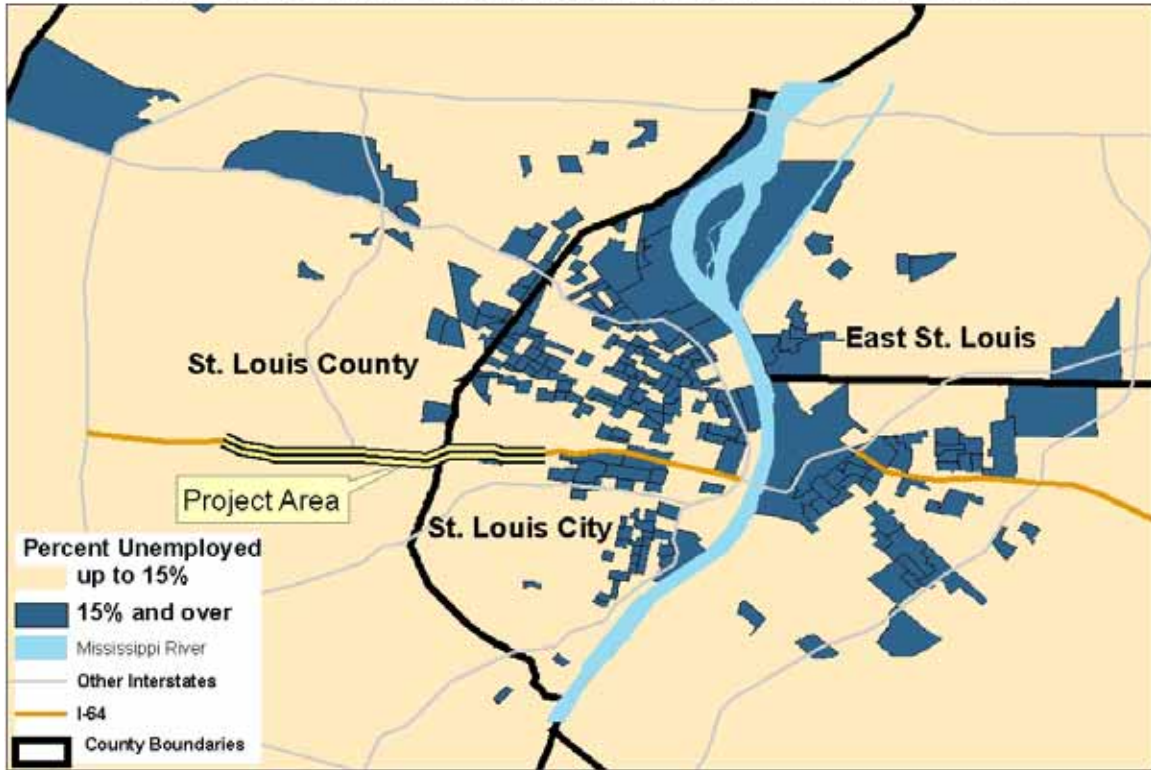 East St. Louis
St. Louis County
Project Area
St. Louis City
Percent Unemployed
up to 15%
15% and over
Mississippi River
Other Interstates
I-64
County Boundaries